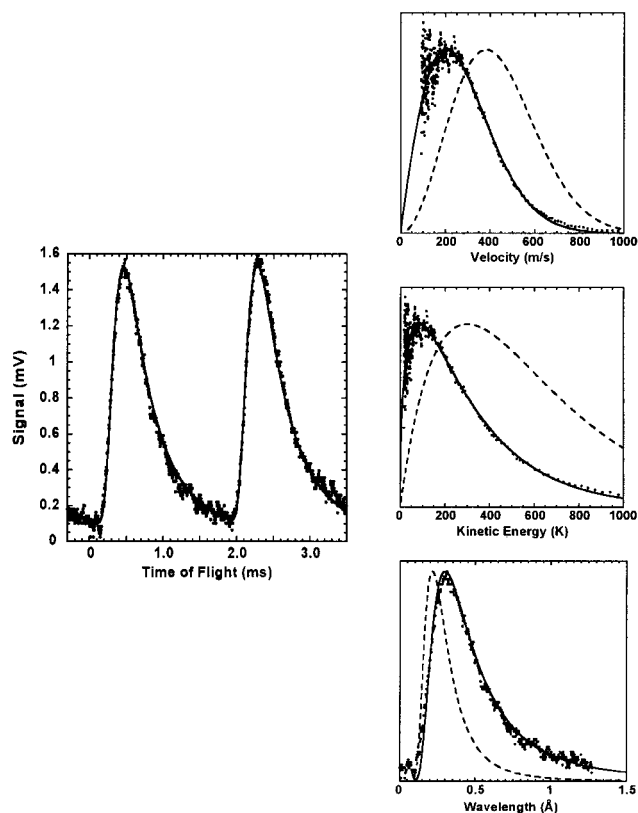 0 200 400 600 800 1000
Velocity (m/s)
1.6
1.4
1.2
1
0.8
0.6
0.4
0.2
0
Signal (mV)
0 1.0 2.0 3.0
Time of Flight (ms)
0 200 400 600 800 1000
Kinetic Energy (K)
0 0.5 1 1.5
Wavelength (Å)